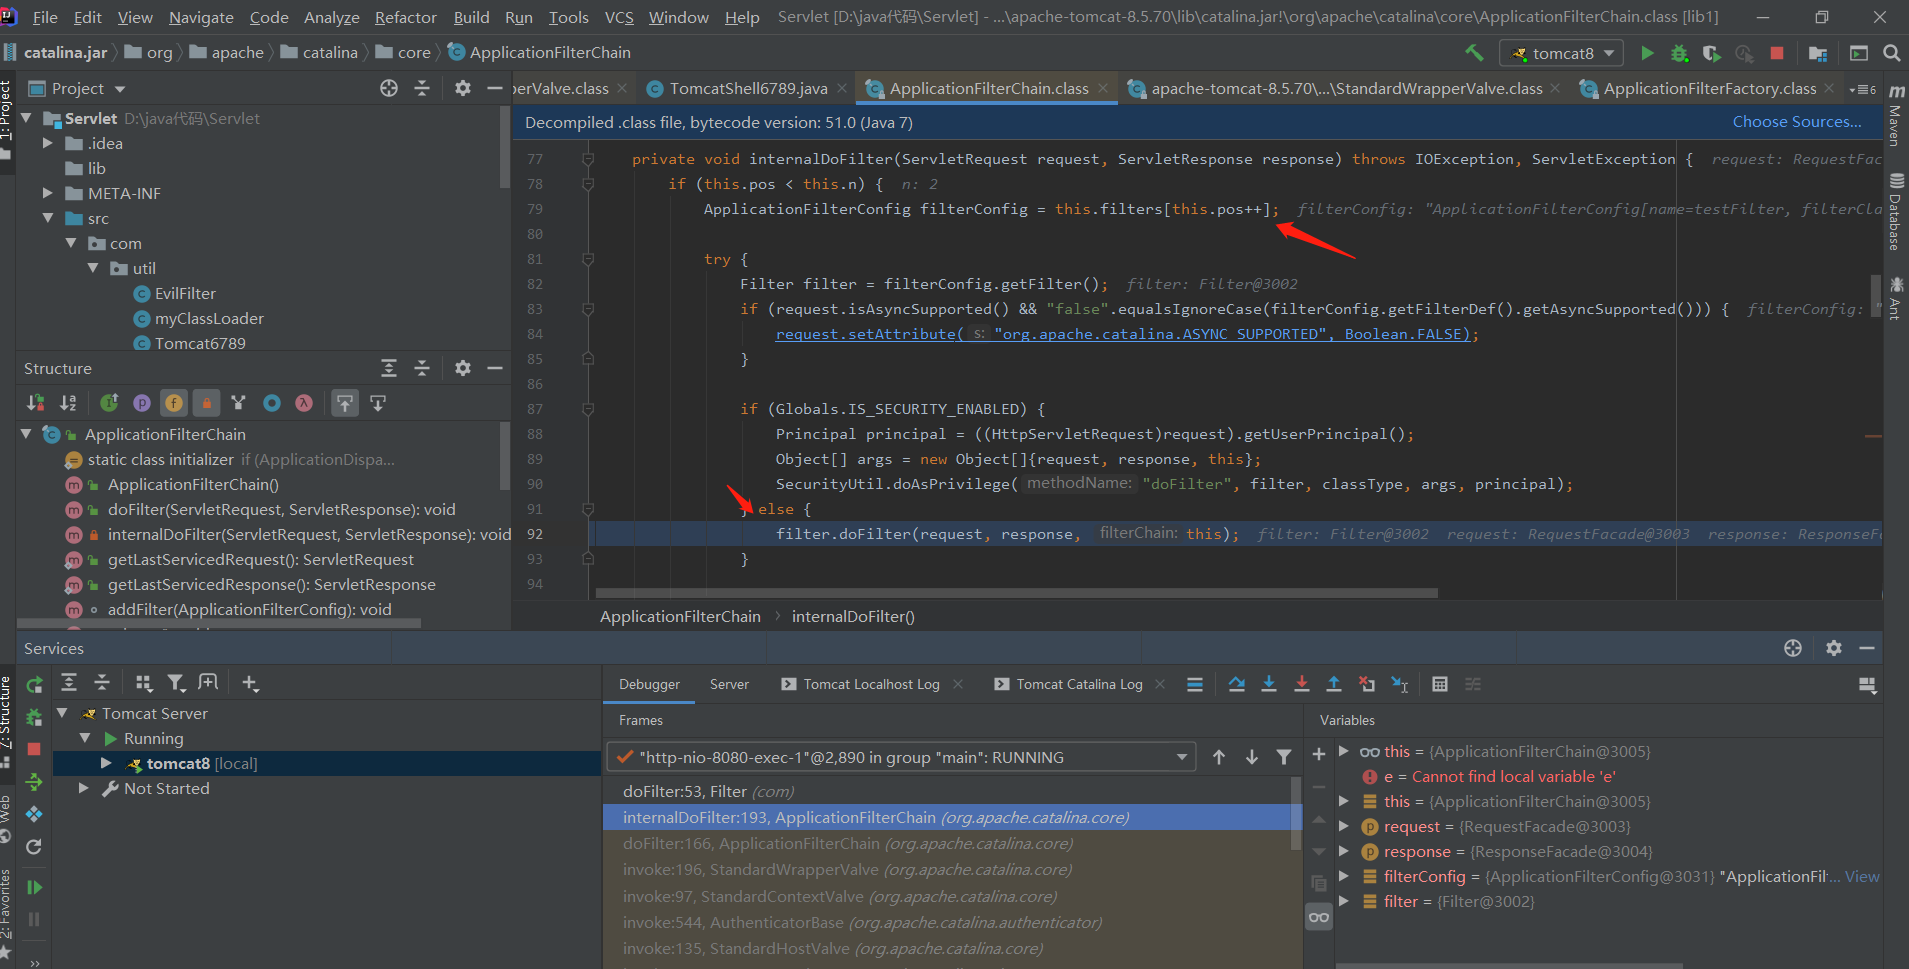 File Edit View Navigate Code Analyze Refactor Build Run Tools VCS Window Help Servlet [D:\java代码\Servlet] - ...\apache-tomcat-8.5.70\lib\catalina.jar!\org\apache\catalina\core\ApplicationFilterChain.class [lib1]
catalina.jar org apache catalina core ApplicationFilterChain tomcat8
1: Project
Project
perValve.class TomcatShell6789.java ApplicationFilterChain.class apache-tomcat-8.5.70\...\StandardWrapperValve.class ApplicationFilterFactory.class 6
Servlet D:\java代码\Servlet
.idea
lib
META-INF
src
com
util
EvilFilter
myClassLoader
Tomcat6789
Decompiled .class file, bytecode version: 51.0 (Java 7) Choose Sources...
77 private void internalDoFilter(ServletRequest request, ServletResponse response) throws IOException, ServletException { request: RequestFac
78 if (this.pos < this.n) { n: 2
79 ApplicationFilterConfig filterConfig = this.filters[this.pos++]; filterConfig: "ApplicationFilterConfig[name=testFilter, filterCla
80
81 try {
82 Filter filter = filterConfig.getFilter(); filter: Filter@3002
83 if (request.isAsyncSupported() && "false".equalsIgnoreCase(filterConfig.getFilterDef().getAsyncSupported())) { filterConfig: "
84 request.setAttribute( s: "org.apache.catalina.ASYNC_SUPPORTED", Boolean.FALSE);
85 }
86
87 if (Globals.IS_SECURITY_ENABLED) {
88 Principal principal = ((HttpServletRequest)request).getUserPrincipal();
89 Object[] args = new Object[]{request, response, this};
90 SecurityUtil.doAsPrivilege( methodName: "doFilter", filter, classType, args, principal);
91 } else {
92 filter.doFilter(request, response, filterChain: this); filter: Filter@3002 request: RequestFacade@3003 response: ResponseFa
93 }
94
ApplicationFilterChain internalDoFilter()
Maven
Database
Ant
Structure
ApplicationFilterChain
static class initializer if (ApplicationDispa...
ApplicationFilterChain()
doFilter(ServletRequest, ServletResponse): void
internalDoFilter(ServletRequest, ServletResponse): void
getLastServicedRequest(): ServletRequest
getLastServicedResponse(): ServletResponse
addFilter(ApplicationFilterConfig): void
Services
7: Structure
Web
2: Favorites
Tomcat Server
Running
tomcat8 [local]
Not Started
Debugger Server Tomcat Localhost Log Tomcat Catalina Log
Frames
"http-nio-8080-exec-1"@2,890 in group "main": RUNNING
doFilter:53, Filter (com)
internalDoFilter:193, ApplicationFilterChain (org.apache.catalina.core)
doFilter:166, ApplicationFilterChain (org.apache.catalina.core)
invoke:196, StandardWrapperValve (org.apache.catalina.core)
invoke:97, StandardContextValve (org.apache.catalina.core)
invoke:544, AuthenticatorBase (org.apache.catalina.authenticator)
invoke:135, StandardHostValve (org.apache.catalina.core)
Variables
this = {ApplicationFilterChain@3005}
e = Cannot find local variable 'e'
this = {ApplicationFilterChain@3005}
request = {RequestFacade@3003}
response = {ResponseFacade@3004}
filterConfig = {ApplicationFilterConfig@3031} "ApplicationFil... View
filter = {Filter@3002}